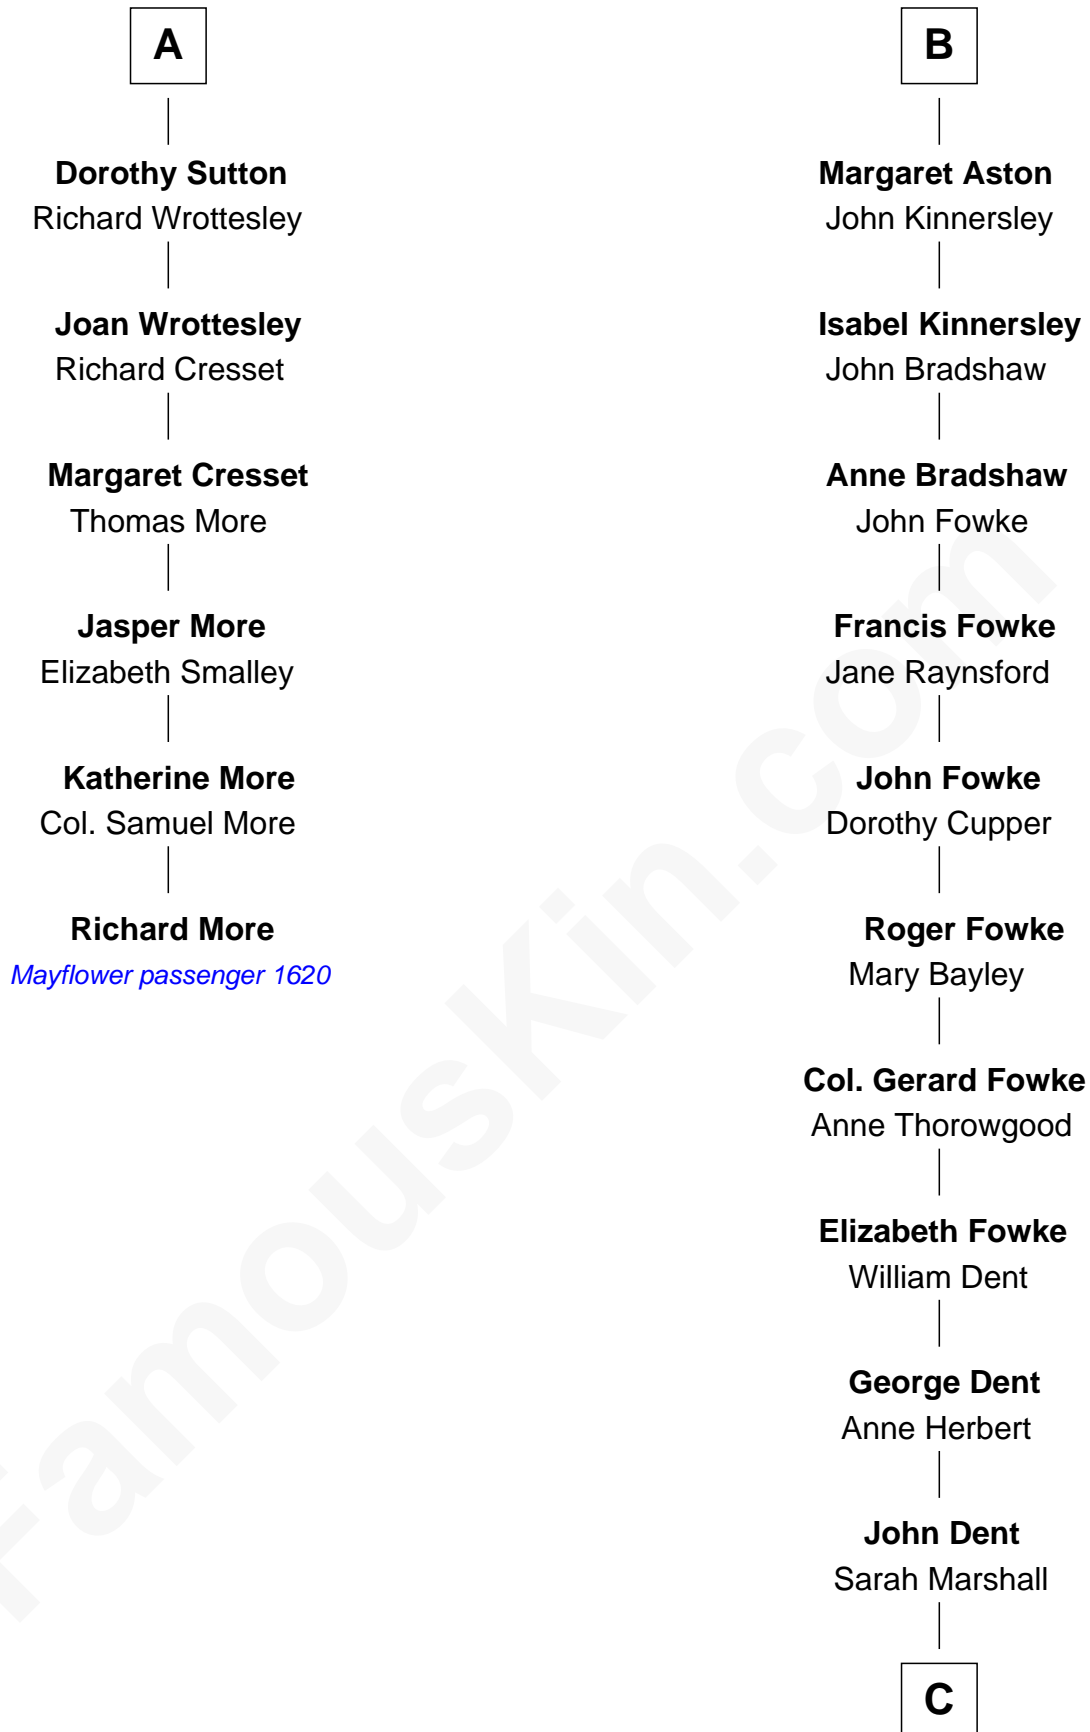 A
Dorothy Sutton
Richard Wrottesley
Joan Wrottesley
Richard Cresset
Margaret Cresset
Thomas More
Jasper More
Elizabeth Smalley
Katherine More
Col. Samuel More
Richard More
Mayflower passenger 1620
B
Margaret Aston
John Kinnersley
Isabel Kinnersley
John Bradshaw
Anne Bradshaw
John Fowke
Francis Fowke
Jane Raynsford
John Fowke
Dorothy Cupper
Roger Fowke
Mary Bayley
Col. Gerard Fowke
Anne Thorowgood
Elizabeth Fowke
William Dent
George Dent
Anne Herbert
John Dent
Sarah Marshall
C
FamousKin.com